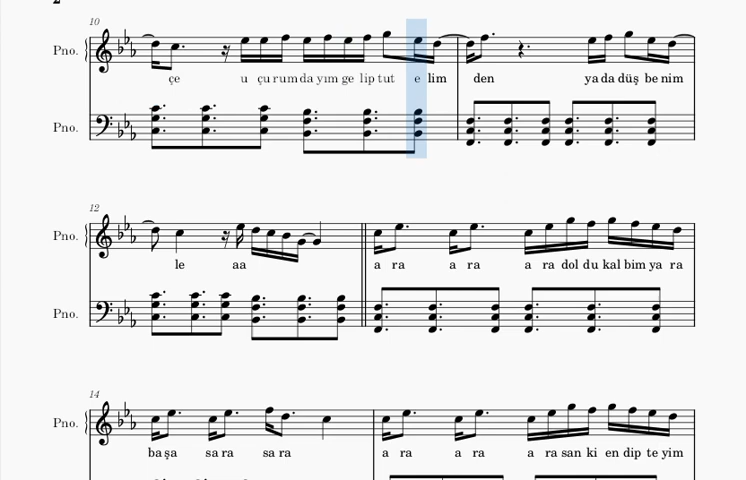 10
Pno.
çe u çu rum da yım ge lip tut e lim den ya da düş be nim
Pno.
12
Pno.
le aa a ra a ra a ra dol du kal bim ya ra
Pno.
14
Pno.
ba şa sa ra sa ra a ra a ra a ra san ki en dip te yim